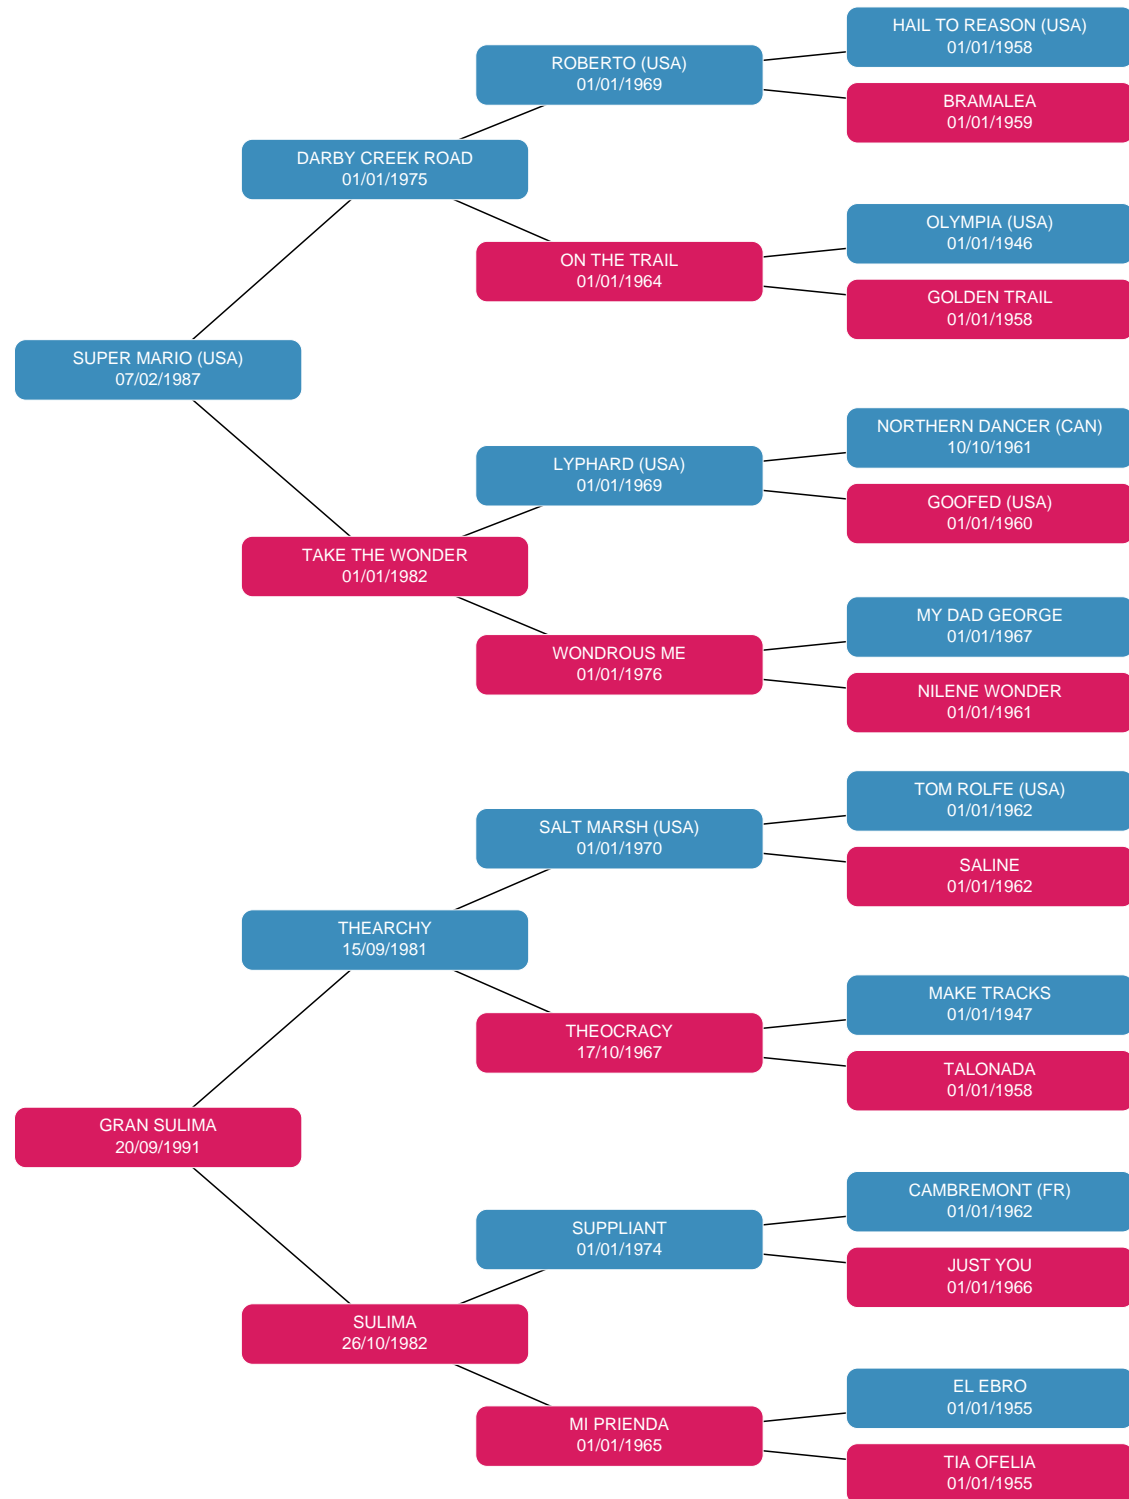 HAIL TO REASON (USA)
01/01/1958
ROBERTO (USA)
01/01/1969
BRAMALEA
01/01/1959
DARBY CREEK ROAD
01/01/1975
OLYMPIA (USA)
01/01/1946
ON THE TRAIL
01/01/1964
GOLDEN TRAIL
01/01/1958
SUPER MARIO (USA)
07/02/1987
NORTHERN DANCER (CAN)
10/10/1961
LYPHARD (USA)
01/01/1969
GOOFED (USA)
01/01/1960
TAKE THE WONDER
01/01/1982
MY DAD GEORGE
01/01/1967
WONDROUS ME
01/01/1976
NILENE WONDER
01/01/1961
TOM ROLFE (USA)
01/01/1962
SALT MARSH (USA)
01/01/1970
SALINE
01/01/1962
THEARCHY
15/09/1981
MAKE TRACKS
01/01/1947
THEOCRACY
17/10/1967
TALONADA
01/01/1958
GRAN SULIMA
20/09/1991
CAMBREMONT (FR)
01/01/1962
SUPPLIANT
01/01/1974
JUST YOU
01/01/1966
SULIMA
26/10/1982
EL EBRO
01/01/1955
MI PRIENDA
01/01/1965
TIA OFELIA
01/01/1955